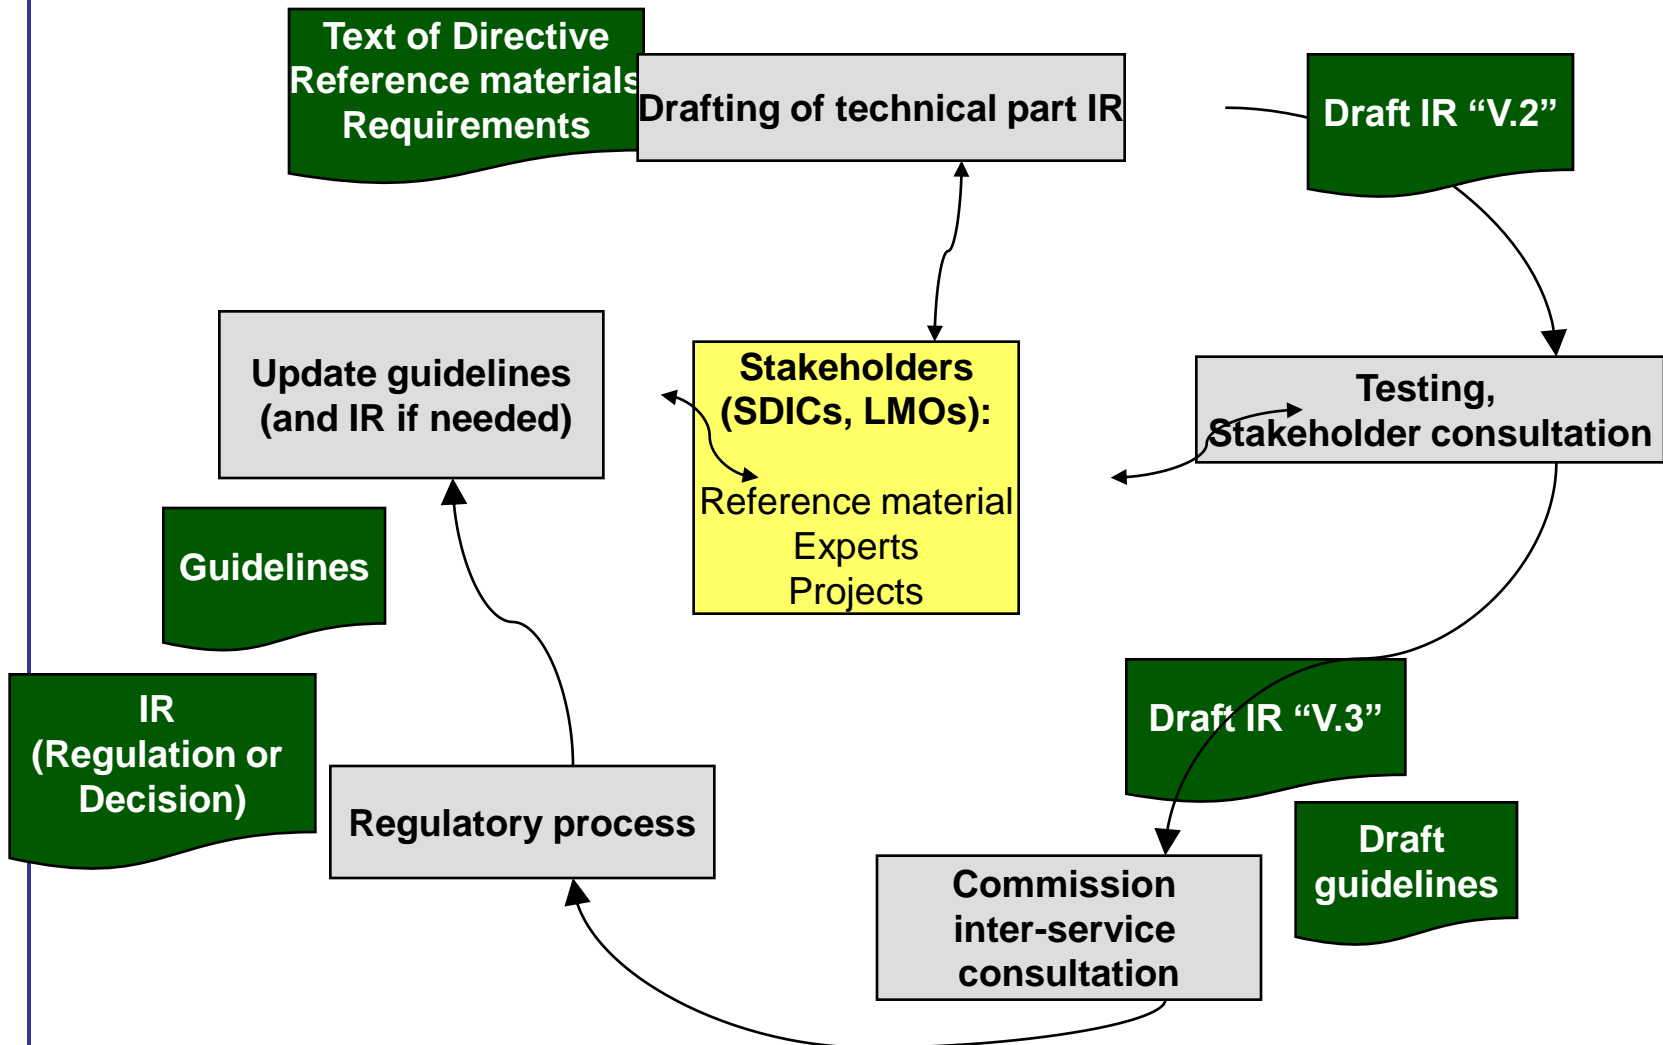 Text of Directive
Reference materials
Requirements
Drafting of technical part IR
Draft IR “V.2”
Update guidelines
(and IR if needed)
Stakeholders
(SDICs, LMOs):
Reference material
Experts
Projects
Testing,
Stakeholder consultation
Guidelines
IR
(Regulation or
Decision)
Regulatory process
Draft IR “V.3”
Draft
guidelines
Commission
inter-service
consultation